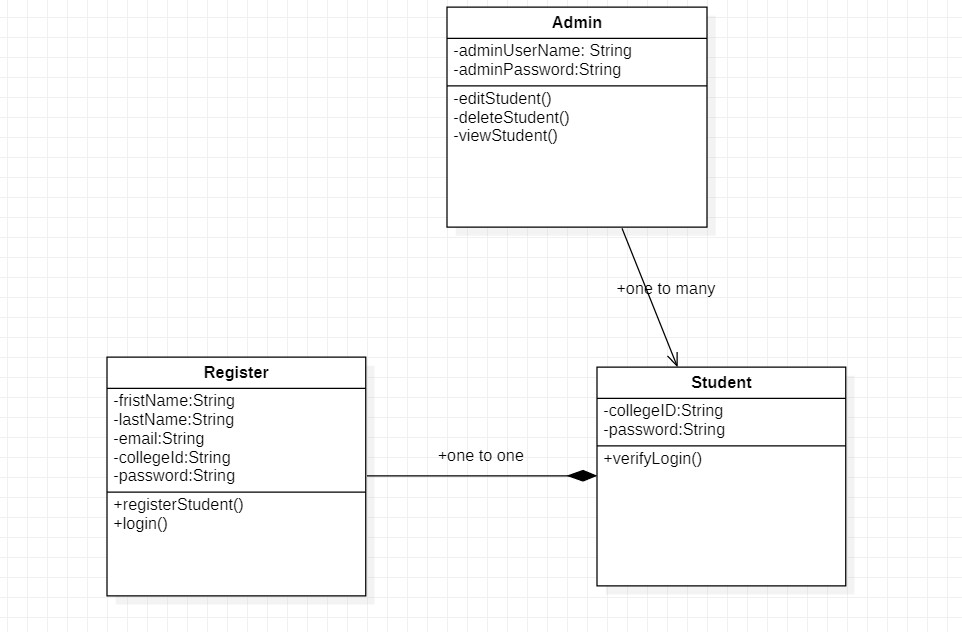 Admin
-adminUserName: String
-adminPassword:String
-editStudent()
-deleteStudent()
-viewStudent()
+one to many
Register
-fristName:String
-lastName:String
-email:String
-collegeId:String
-password:String
+registerStudent()
+login()
+one to one
Student
-collegeID:String
-password:String
+verifyLogin()